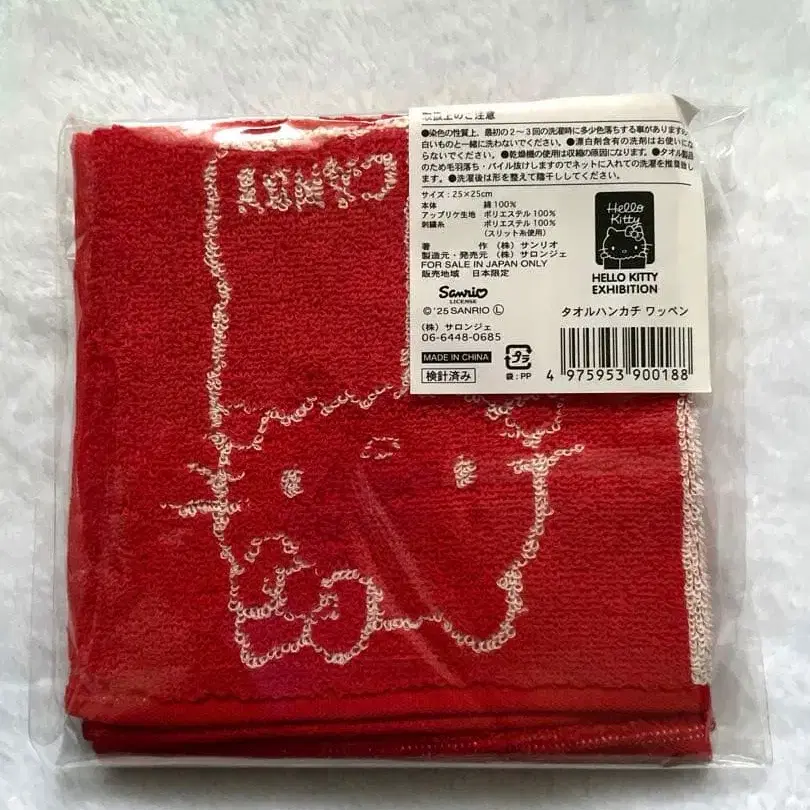 取扱上のご注意
●染色の性質上、最初の2～3回の洗濯時に多少色落ちする事があります
白いものと一緒に洗わないでください。●漂白剤含有の洗剤はお使いにな
らないでください。●乾燥機の使用は収縮の原因になります。●タオル製品
のため毛羽落ち・パイル抜けしますのでネットに入れての洗濯を推奨致し
ます。●洗濯後は形を整えて陰干ししてください。
サイズ：25×25cm
本体 綿100%
アップリケ生地 ポリエステル100%
刺繍糸 ポリエステル100%
（スリット糸使用）
著作 （株）サンリオ
製造元・発売元 （株）サロンジェ
FOR SALE IN JAPAN ONLY
販売地域 日本限定
Hello
Kitty
HELLO KITTY
EXHIBITION
Sanrio
LICENSE
© '25 SANRIO Ⓛ
タオルハンカチ ワッペン
（株）サロンジェ
06-6448-0685
MADE IN CHINA
検針済み
プラ
袋：PP
4 975953 900188